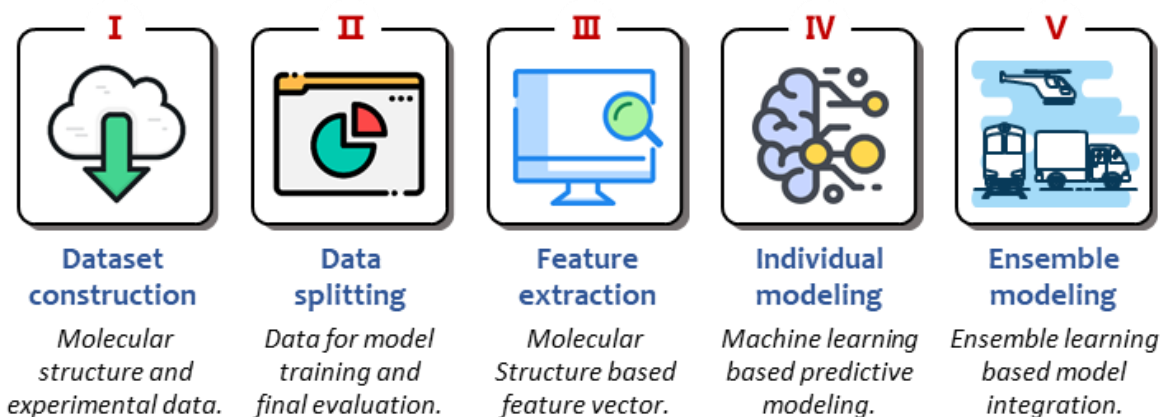 I
II
III
IV
V
Dataset
construction
Data
splitting
Feature
extraction
Individual
modeling
Ensemble
modeling
Molecular
structure and
experimental data.
Data for model
training and
final evaluation.
Molecular
Structure based
feature vector.
Machine learning
based predictive
modeling.
Ensemble learning
based model
integration.